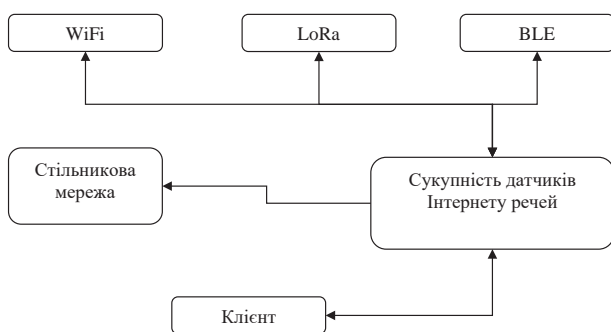 WiFi
LoRa
BLE
Стільникова
мережа
Сукупність датчиків
Інтернету речей
Клієнт